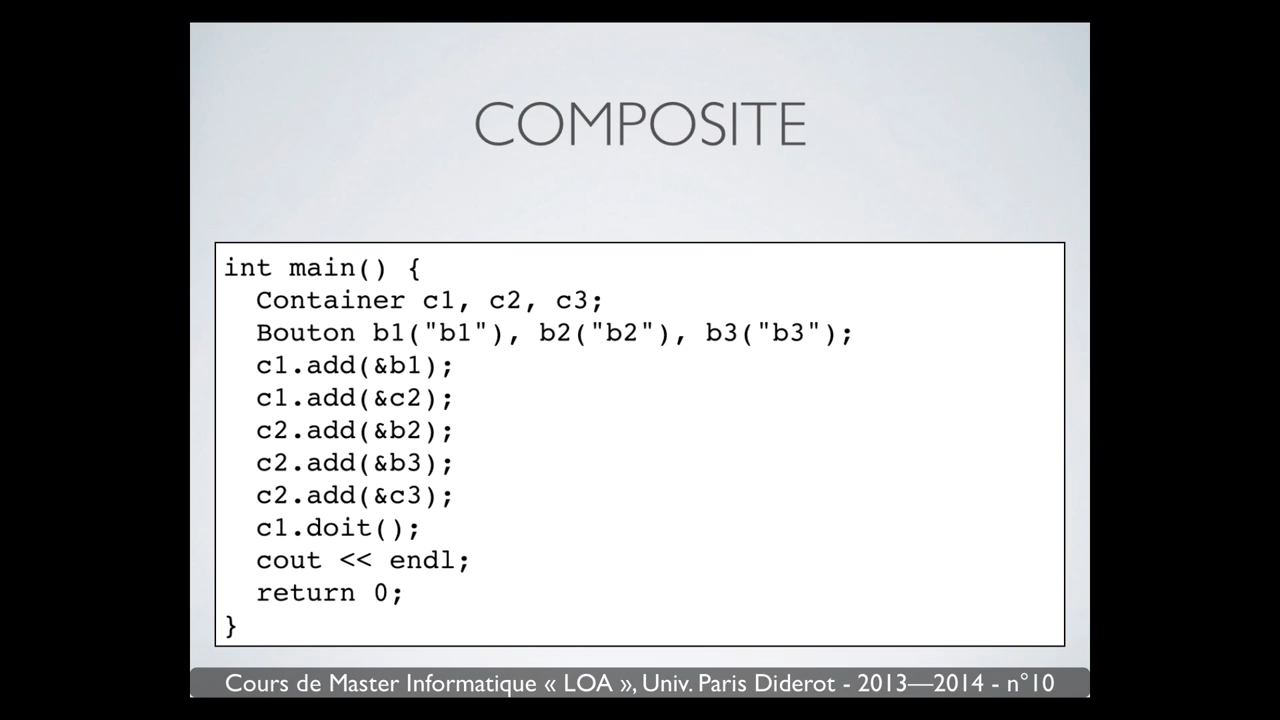 COMPOSITE
int main() {
  Container c1, c2, c3;
  Bouton b1("b1"), b2("b2"), b3("b3");
  c1.add(&b1);
  c1.add(&c2);
  c2.add(&b2);
  c2.add(&b3);
  c2.add(&c3);
  c1.doit();
  cout << endl;
  return 0;
}
Cours de Master Informatique « LOA », Univ. Paris Diderot - 2013—2014 - n°10